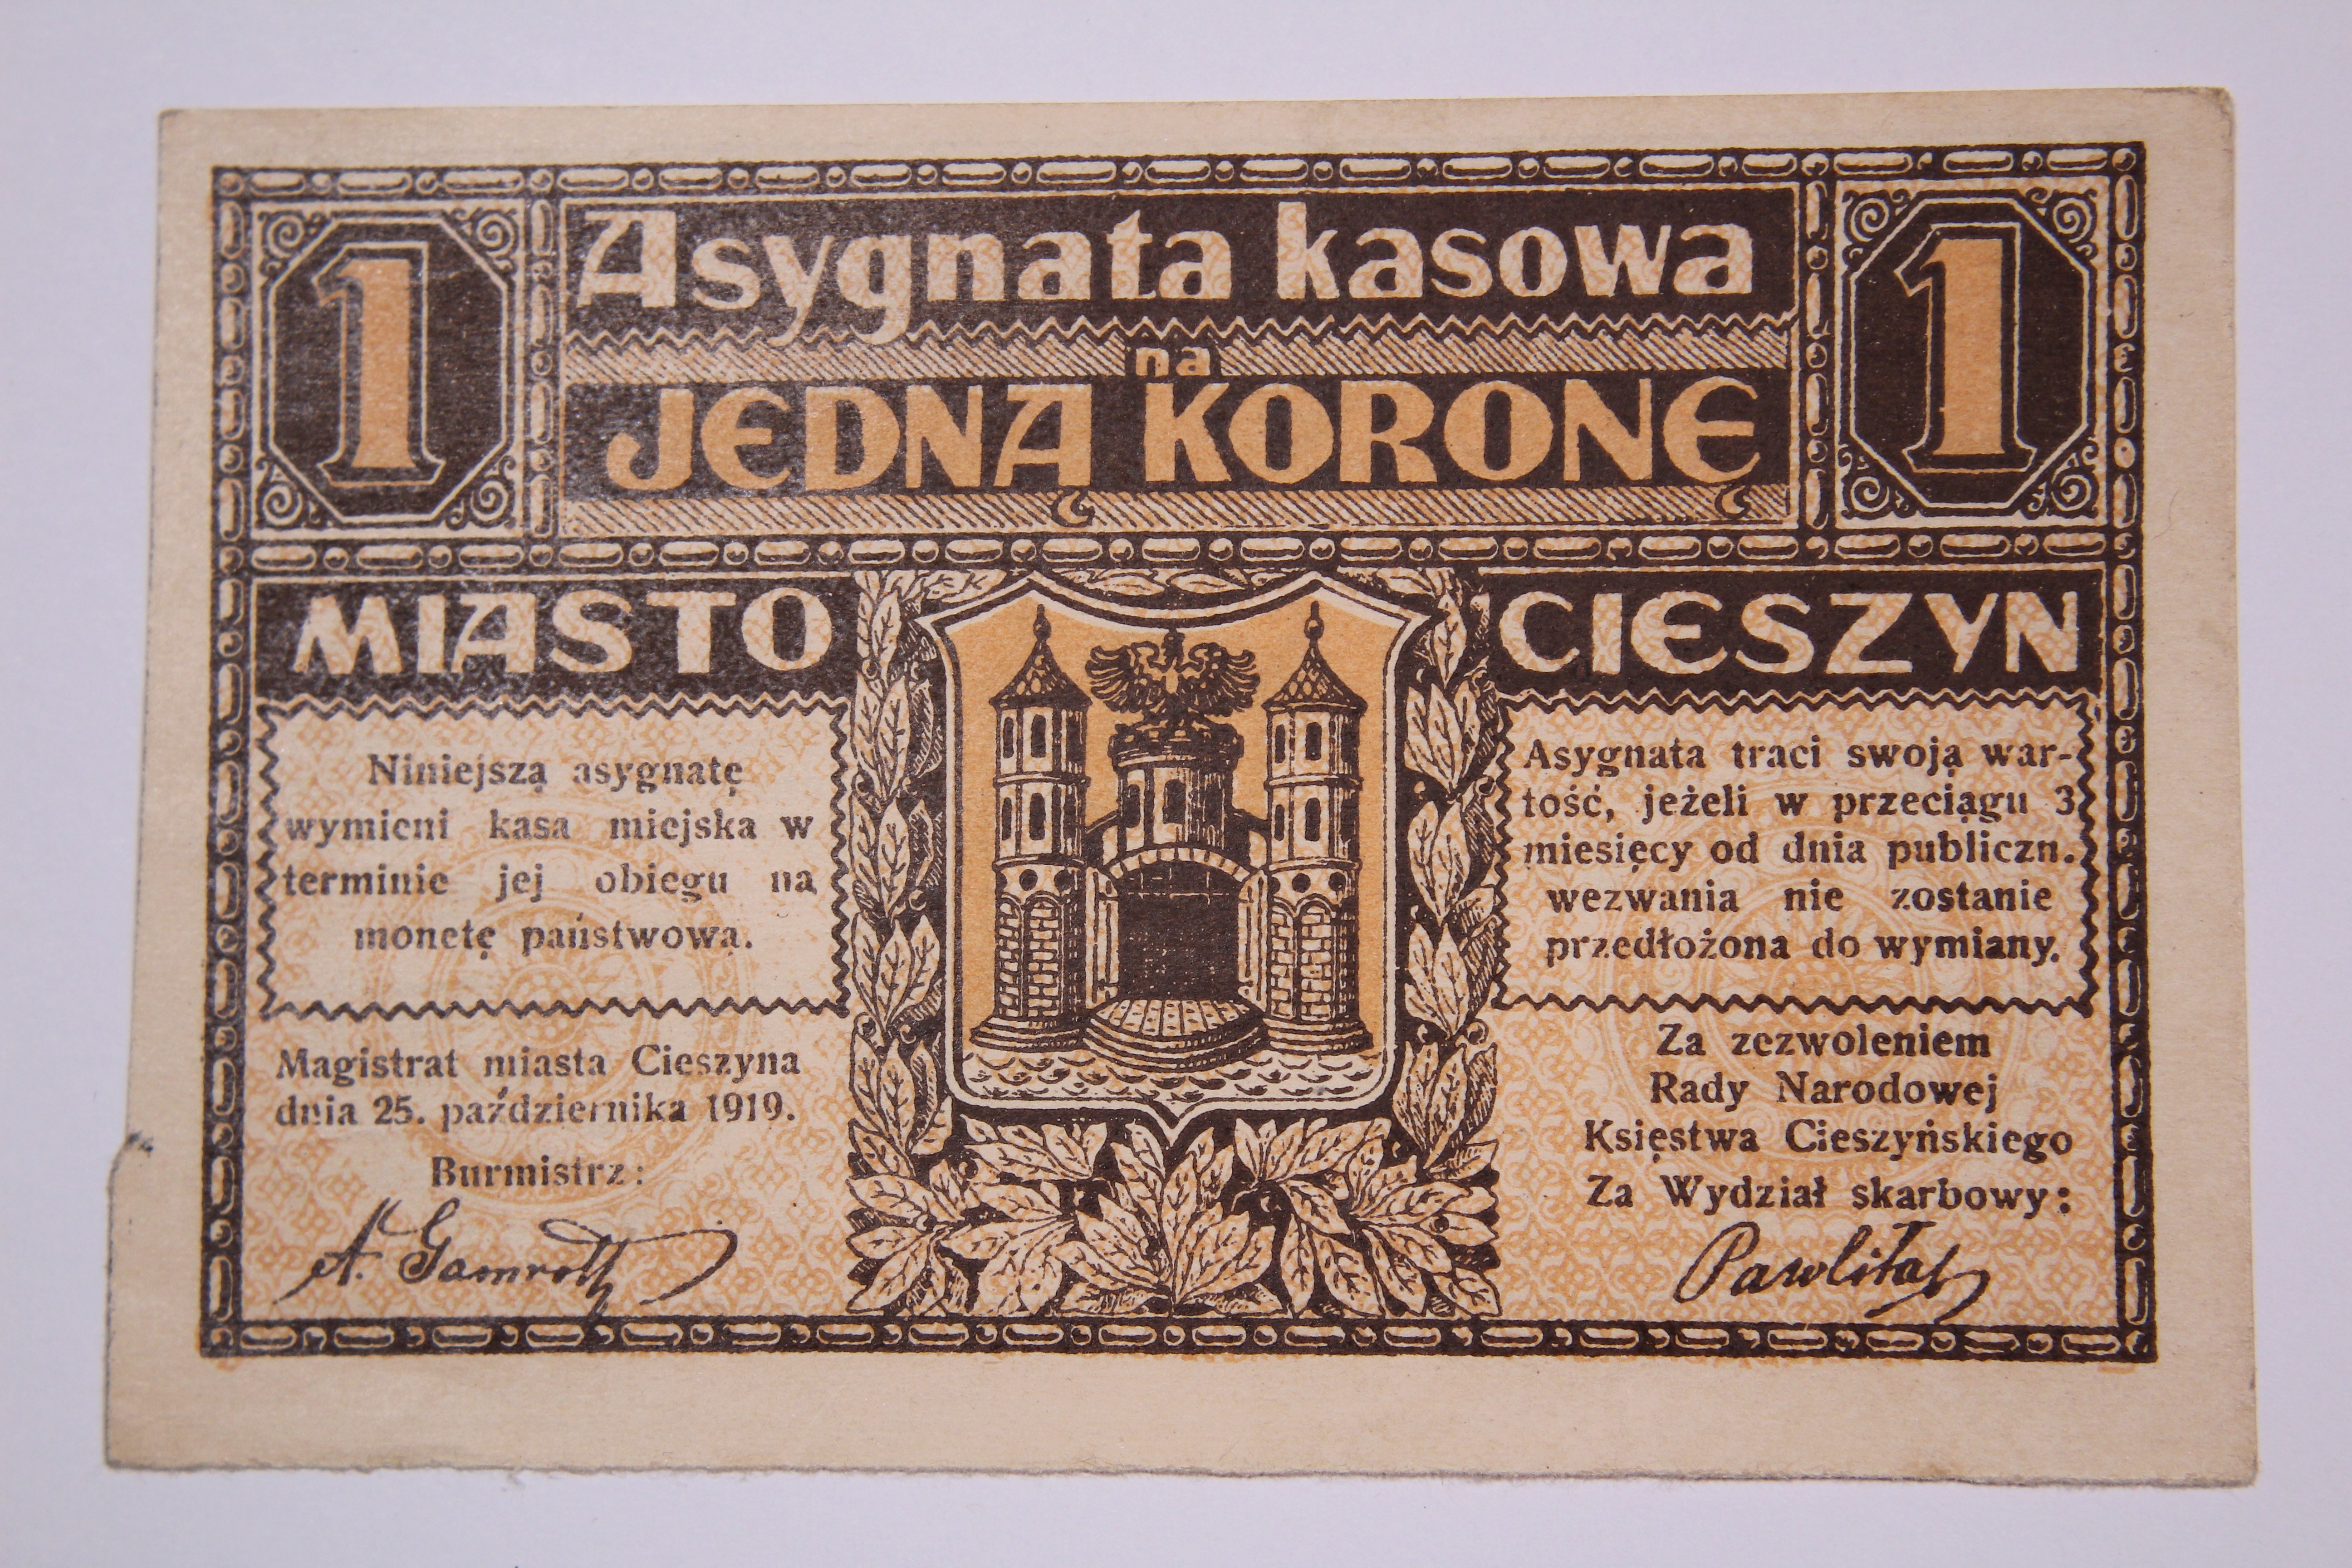 1 Asygnata kasowa 1
na
JEDNĄ KORONĘ
MIASTO CIESZYN
Niniejszą asygnatę
wymieni kasa miejska w
terminie jej obiegu na
monetę państwową.
Magistrat miasta Cieszyna
dnia 25. października 1919.
Burmistrz:
A. Gamroth
Asygnata traci swoją war-
tość, jeżeli w przeciągu 3
miesięcy od dnia publiczn.
wezwania nie zostanie
przedłożona do wymiany.
Za zezwoleniem
Rady Narodowej
Księstwa Cieszyńskiego
Za Wydział skarbowy:
Pawlitas